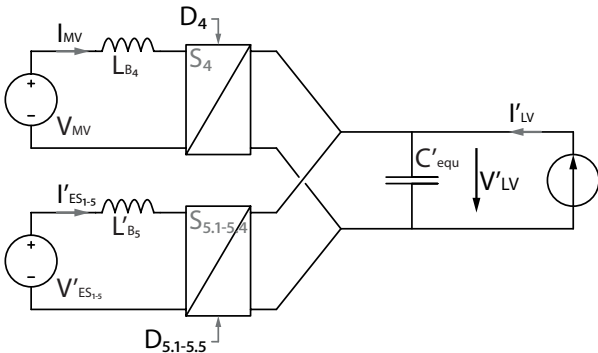 D4
IMV
LB4
S4
+
VMV
–
I'LV
C'equ
V'LV
I'ES1-5
L'B5
S5.1-5.4
+
V'ES1-5
–
D5.1-5.5